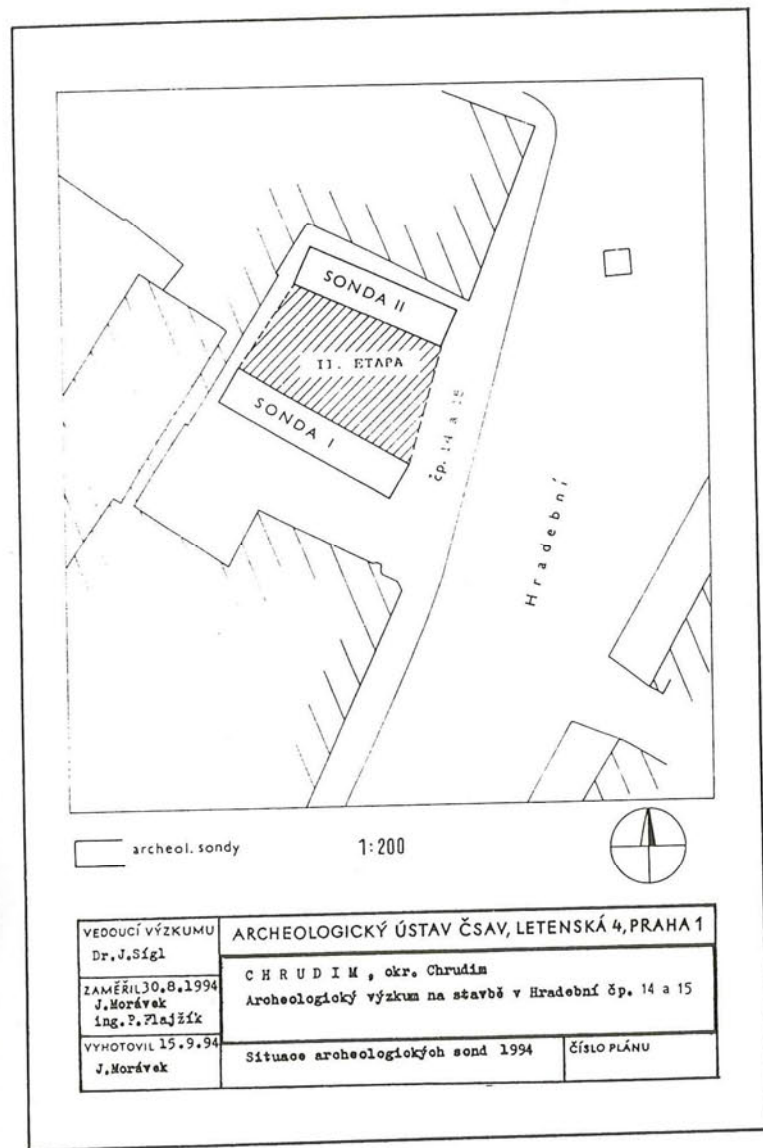 SONDA II
II. ETAPA
SONDA I
čp. 14 a 15
Hradební
archeol. sondy
1:200
VEDOUCÍ VÝZKUMU
Dr.J.Sígl
ARCHEOLOGICKÝ ÚSTAV ČSAV, LETENSKÁ 4, PRAHA 1
ZAMĚŘIL 30.8.1994
J.Morávek
ing.P.Flajžík
CHRUDIM, okr. Chrudim
Archeologický výzkum na stavbě v Hradební čp. 14 a 15
VYHOTOVIL 15.9.94
J.Morávek
Situace archeologických sond 1994
ČÍSLO PLÁNU